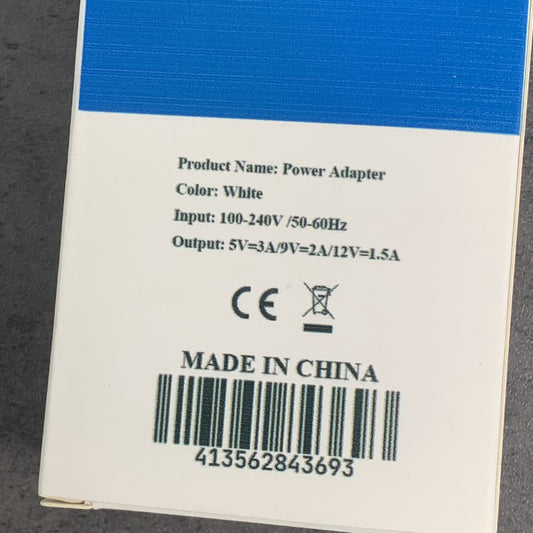 Product Name: Power Adapter
Color: White
Input: 100-240V /50-60Hz
Output: 5V=3A/9V=2A/12V=1.5A
CE
MADE IN CHINA
413562843693